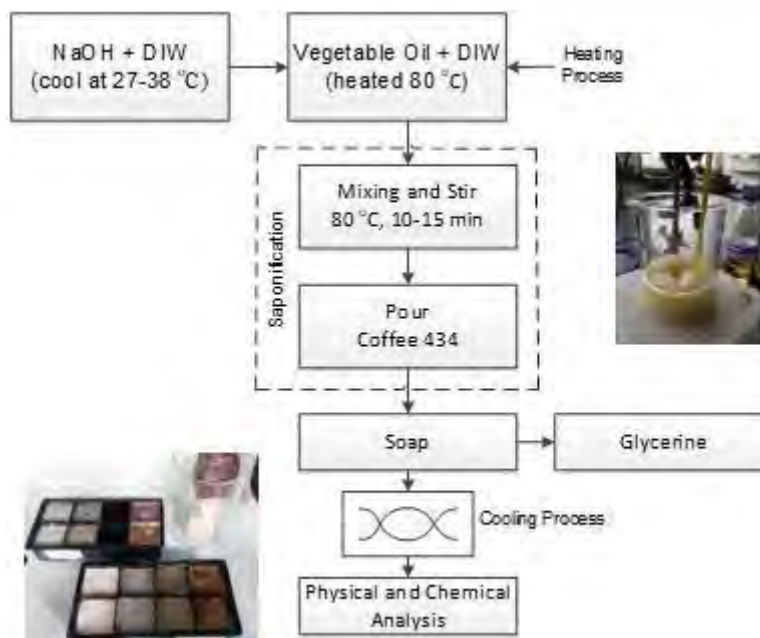 NaOH + DIW
(cool at 27-38 °C)
Vegetable Oil + DIW
(heated 80 °C)
Heating
Process
Saponification
Mixing and Stir
80 °C, 10-15 min
Pour
Coffee 434
Soap
Glycerine
Cooling Process
Physical and Chemical
Analysis